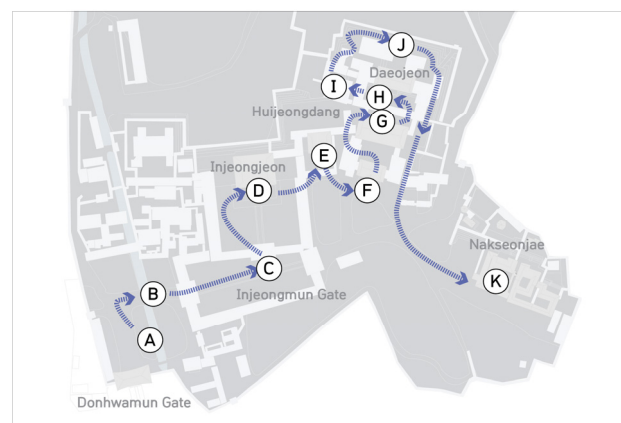 J
Daeojeon
I
H
Huijeongdang
G
E
Injeongjeon
D
F
Nakseonjae
C
K
B
Injeongmun Gate
A
Donhwamun Gate